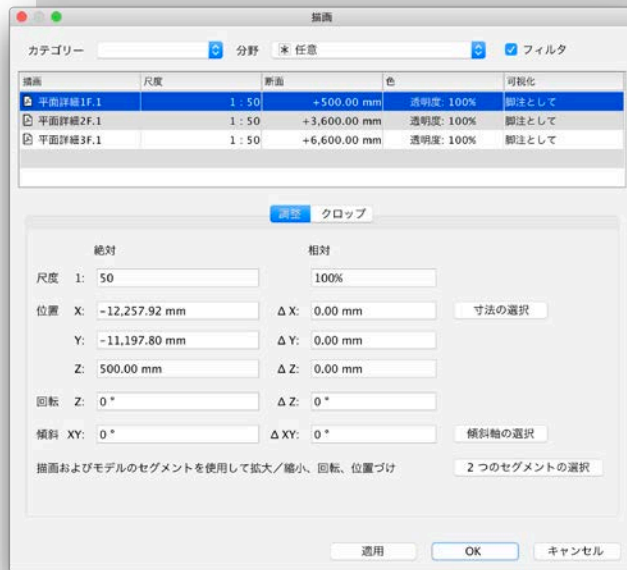 描画
カテゴリー 分野 任意 フィルタ
描画 尺度 断面 色 可視化
平面詳細1F.1 1 : 50 +500.00 mm 透明度: 100% 脚注として
平面詳細2F.1 1 : 50 +3,600.00 mm 透明度: 100% 脚注として
平面詳細3F.1 1 : 50 +6,600.00 mm 透明度: 100% 脚注として
調整 クロップ
絶対 相対
尺度 1: 50 100%
位置 X: -12,257.92 mm Δ X: 0.00 mm 寸法の選択
Y: -11,197.80 mm Δ Y: 0.00 mm
Z: 500.00 mm Δ Z: 0.00 mm
回転 Z: 0 ° Δ Z: 0 °
傾斜 XY: 0 ° Δ XY: 0 ° 傾斜軸の選択
描画およびモデルのセグメントを使用して拡大／縮小、回転、位置づけ 2 つのセグメントの選択
適用 OK キャンセル